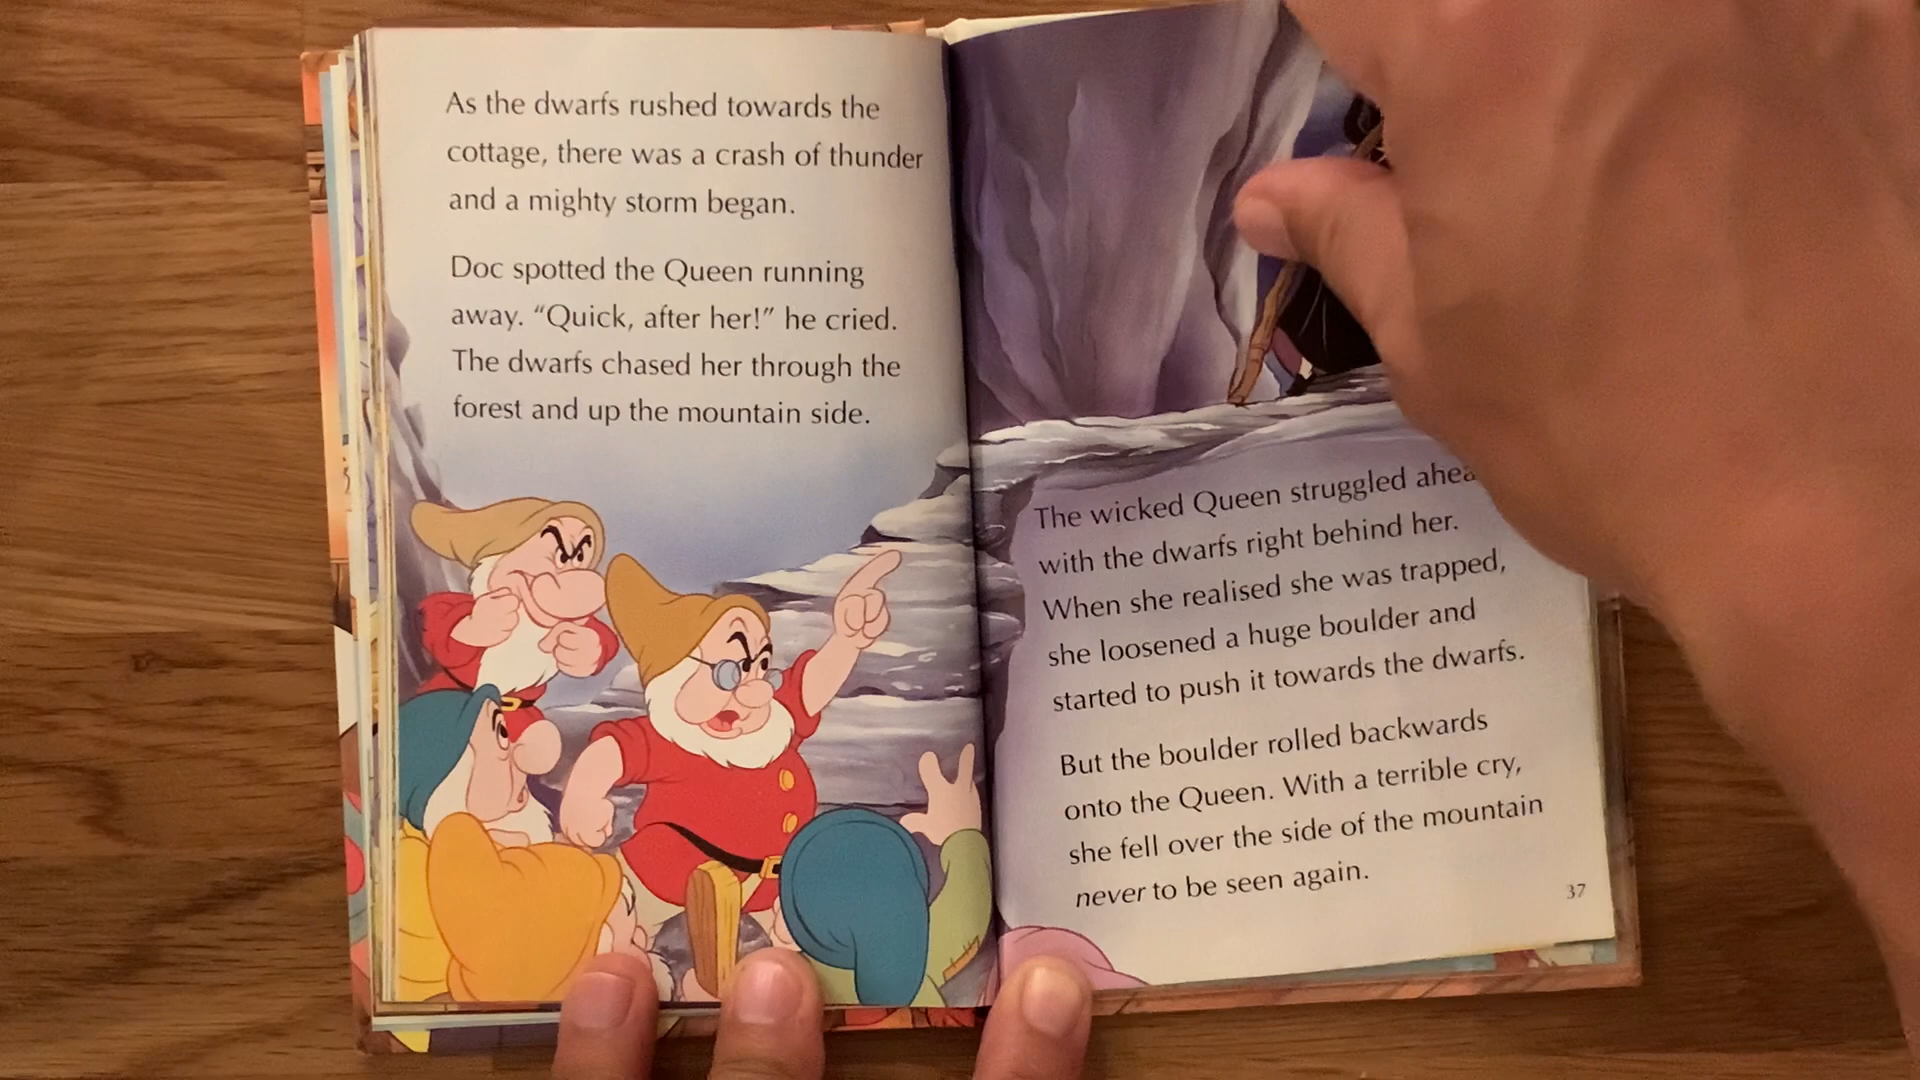 As the dwarfs rushed towards the
cottage, there was a crash of thunder
and a mighty storm began.
Doc spotted the Queen running
away. “Quick, after her!” he cried.
The dwarfs chased her through the
forest and up the mountain side.
The wicked Queen struggled
with the dwarfs right behind her.
When she realised she was trapped,
she loosened a huge boulder and
started to push it towards the dwarfs.
But the boulder rolled backwards
onto the Queen. With a terrible cry,
she fell over the side of the mountain
never to be seen again.
37